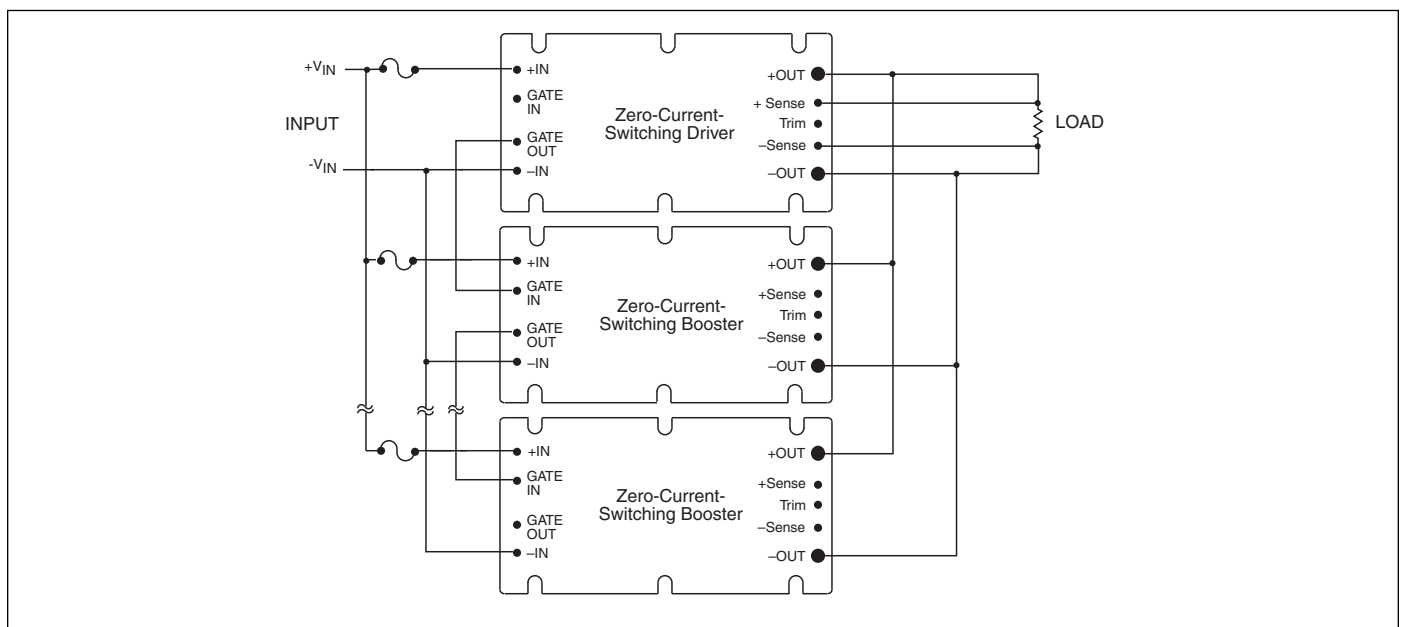 +VIN
INPUT
-VIN
+IN
GATE
IN
GATE
OUT
–IN
Zero-Current-
Switching Driver
+OUT
+ Sense
Trim
–Sense
–OUT
LOAD
+IN
GATE
IN
GATE
OUT
–IN
Zero-Current-
Switching Booster
+OUT
+Sense
Trim
–Sense
–OUT
+IN
GATE
IN
GATE
OUT
–IN
Zero-Current-
Switching Booster
+OUT
+Sense
Trim
–Sense
–OUT